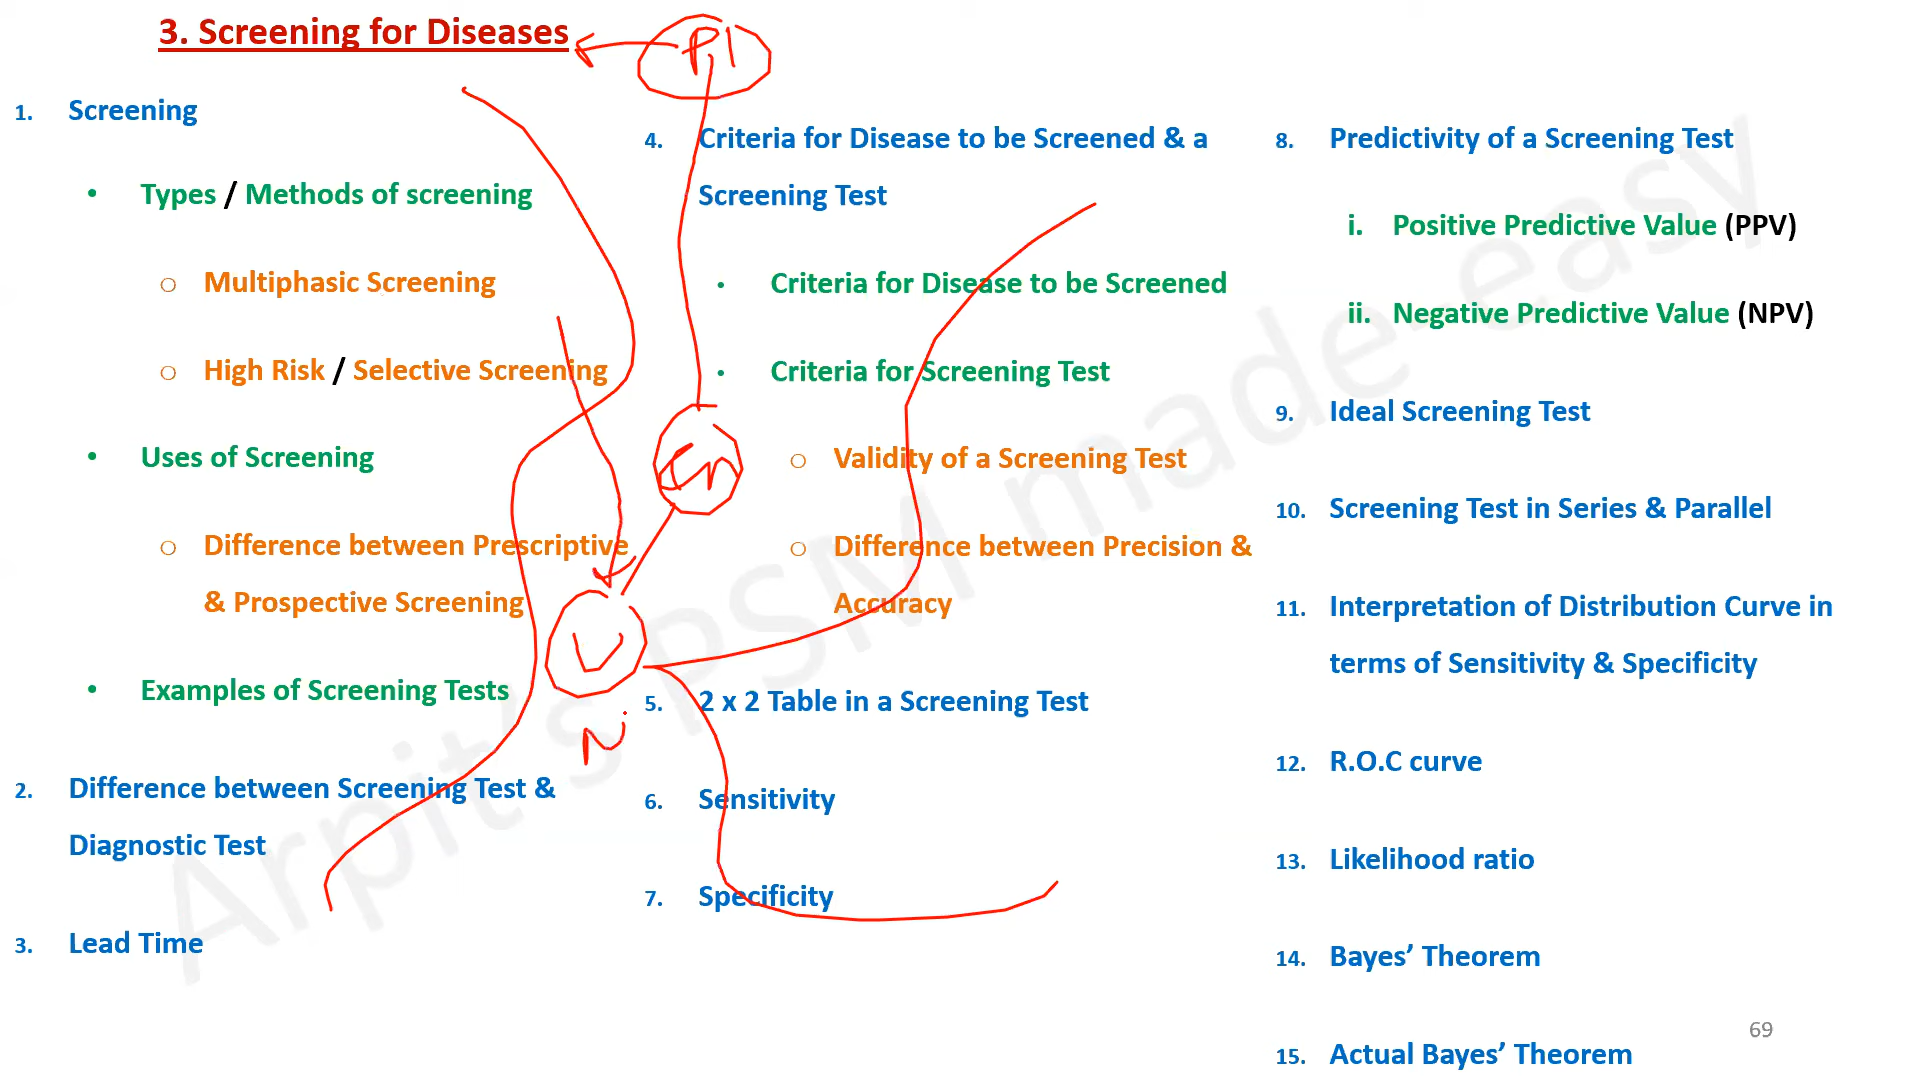 3. Screening for Diseases
P1
1. Screening
• Types / Methods of screening
o Multiphasic Screening
o High Risk / Selective Screening
• Uses of Screening
o Difference between Prescriptive
& Prospective Screening
• Examples of Screening Tests
2. Difference between Screening Test &
Diagnostic Test
3. Lead Time
4. Criteria for Disease to be Screened & a
Screening Test
• Criteria for Disease to be Screened
• Criteria for Screening Test
o Validity of a Screening Test
o Difference between Precision &
Accuracy
5. 2 x 2 Table in a Screening Test
6. Sensitivity
7. Specificity
8. Predictivity of a Screening Test
i. Positive Predictive Value (PPV)
ii. Negative Predictive Value (NPV)
9. Ideal Screening Test
10. Screening Test in Series & Parallel
11. Interpretation of Distribution Curve in
terms of Sensitivity & Specificity
12. R.O.C curve
13. Likelihood ratio
14. Bayes’ Theorem
15. Actual Bayes’ Theorem
Arpit's PSM made-easy
69